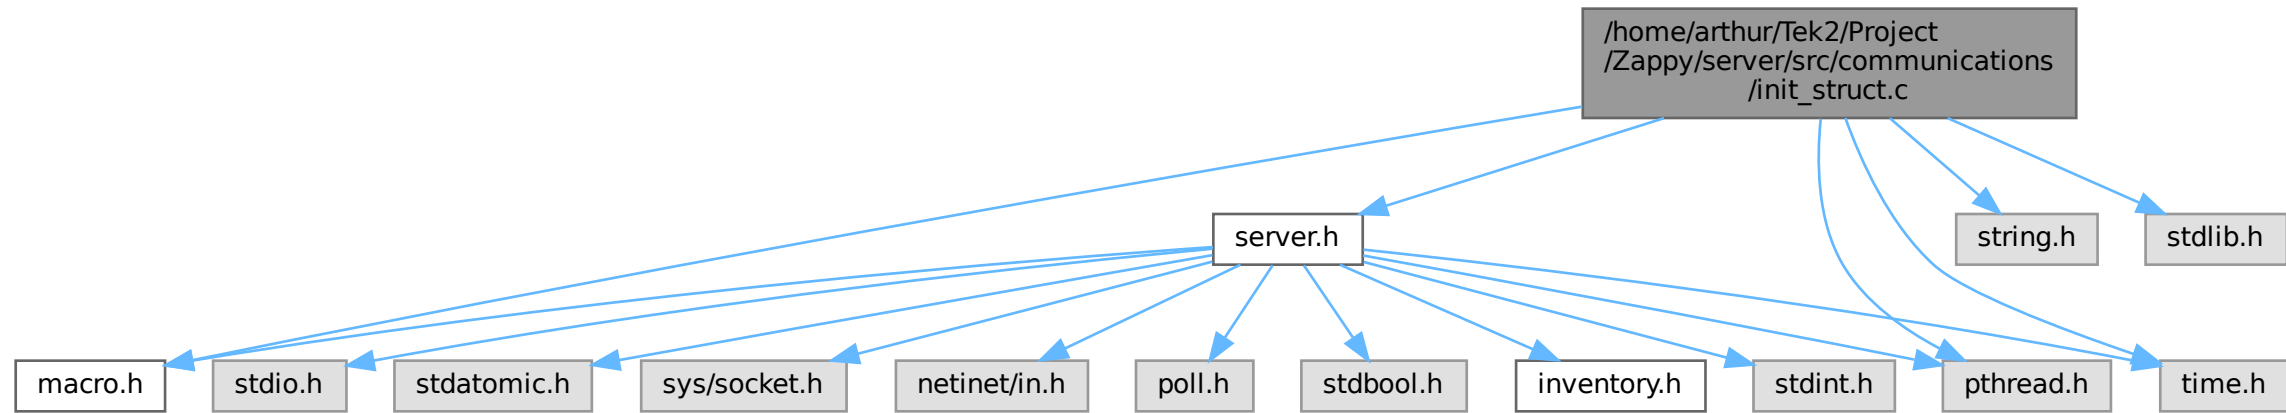 /home/arthur/Tek2/Project
/Zappy/server/src/communications
/init_struct.c
server.h
string.h
stdlib.h
macro.h
stdio.h
stdatomic.h
sys/socket.h
netinet/in.h
poll.h
stdbool.h
inventory.h
stdint.h
pthread.h
time.h